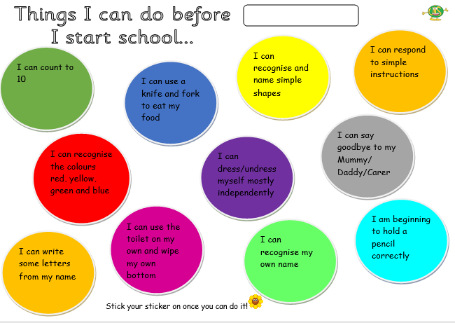 Things I can do before
I start school...
I can count to
10
I can use a
knife and fork
to eat my
food
I can
recognise and
name simple
shapes
I can respond
to simple
instructions
I can recognise
the colours
red, yellow,
green and blue
I can
dress/undress
myself mostly
independently
I can say
goodbye to my
Mummy/
Daddy/Carer
I can write
some letters
from my name
I can use the
toilet on my
own and wipe
my own
bottom
I can
recognise my
own name
I am beginning
to hold a
pencil
correctly
Stick your sticker on once you can do it!